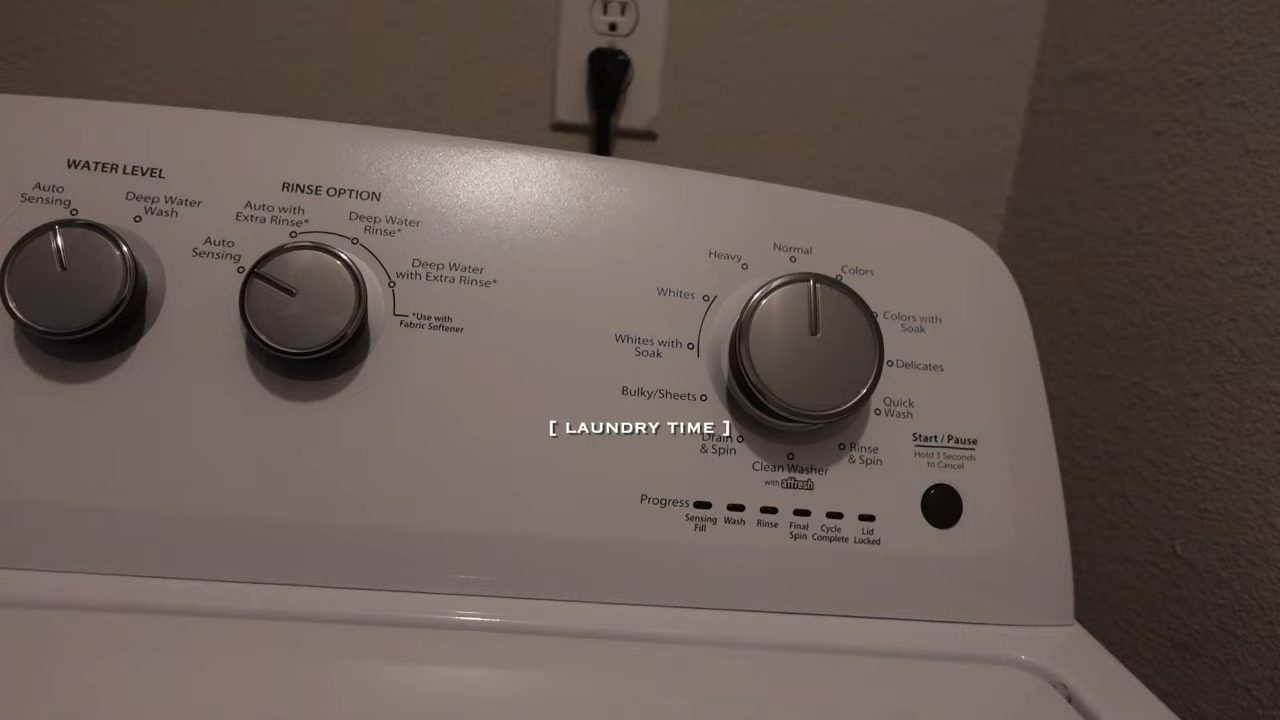 WATER LEVEL
Auto
Sensing
Deep Water
Wash
RINSE OPTION
Auto with
Extra Rinse*
Deep Water
Rinse*
Auto
Sensing
Deep Water
with Extra Rinse*
*Use with
Fabric Softener
Normal
Heavy
Colors
Whites
Colors with
Soak
Whites with
Soak
Delicates
Bulky/Sheets
Quick
Wash
[ LAUNDRY TIME ]
Drain
& Spin
Rinse
& Spin
Clean Washer
with affresh
Start / Pause
Hold 3 Seconds
to Cancel
Progress
Sensing
Fill
Wash
Rinse
Final
Spin
Cycle
Complete
Lid
Locked